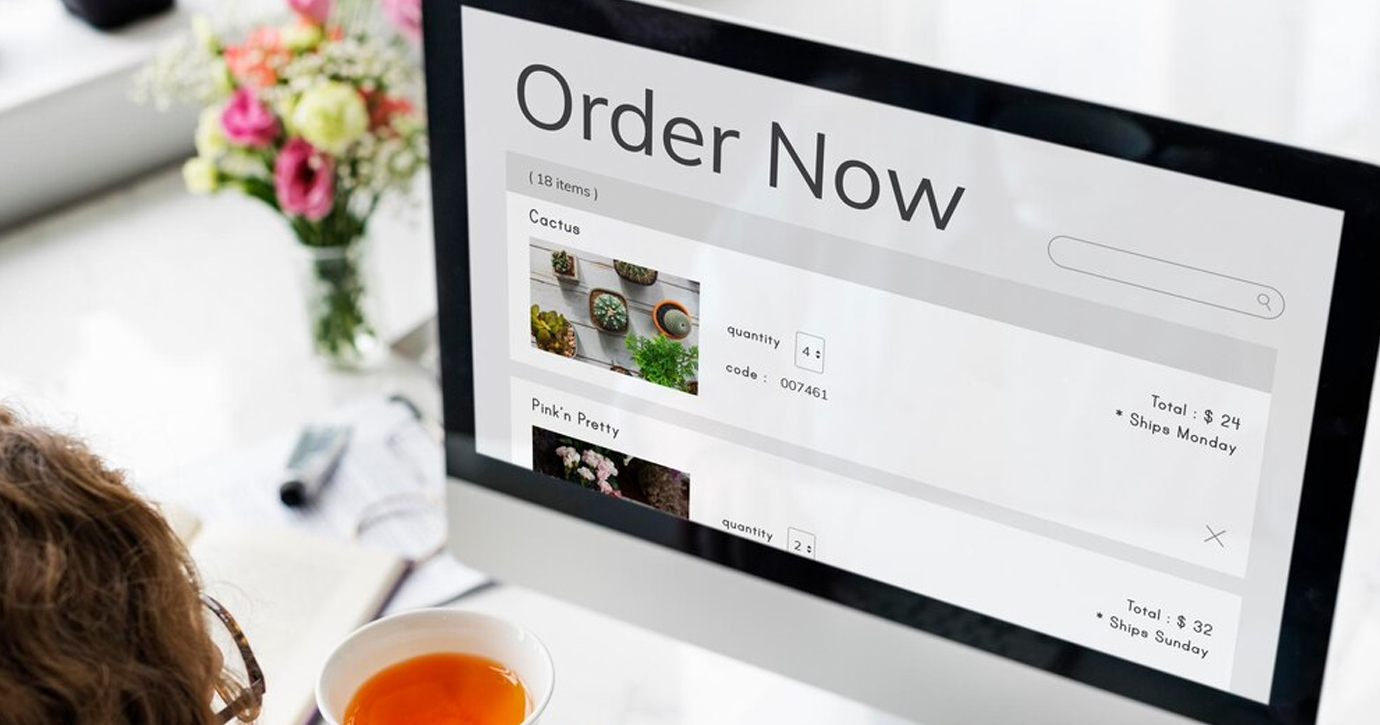 Order Now
( 18 items )
Cactus
quantity 4
code : 007461
Total : $ 24
* Ships Monday
Pink'n Pretty
quantity 2
Total : $ 32
* Ships Sunday